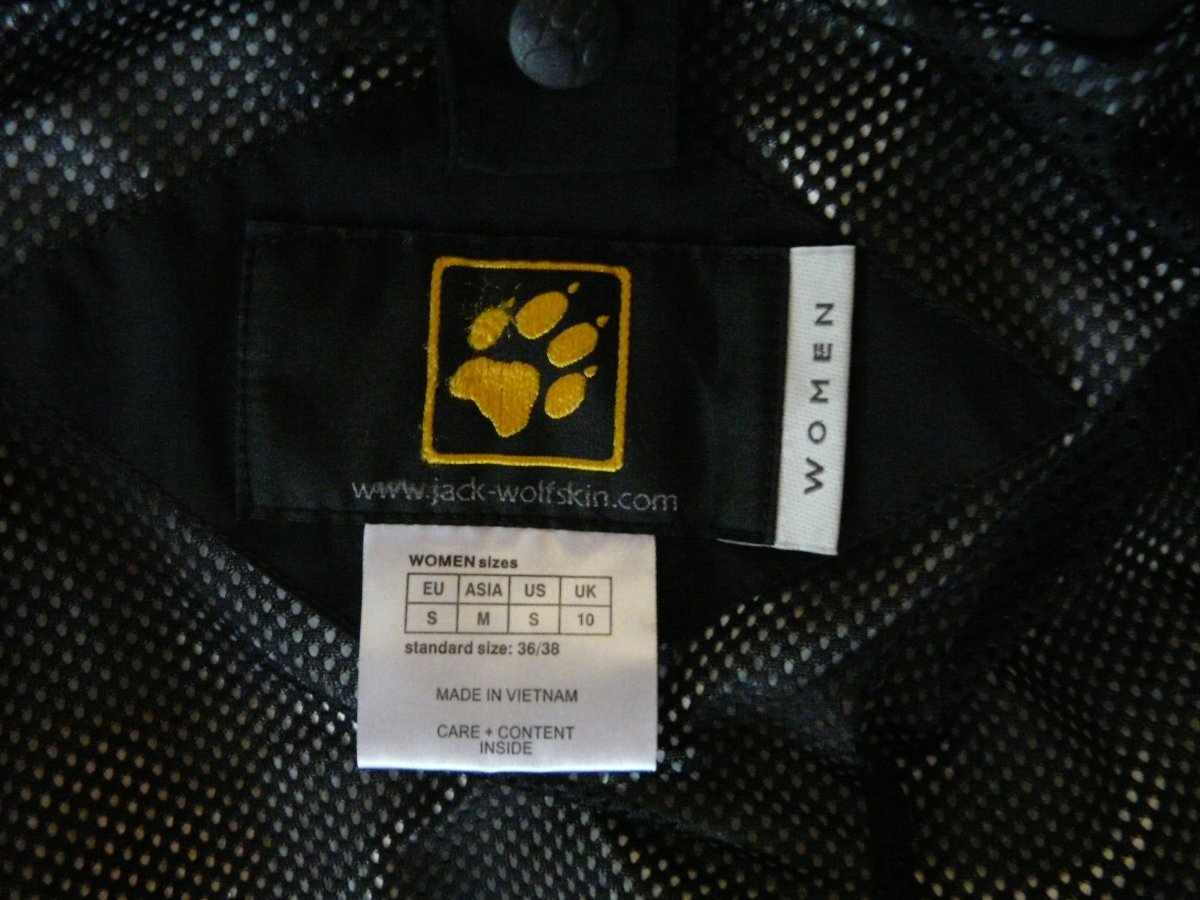 WOMEN
www.jack-wolfskin.com
WOMEN sizes
EU ASIA US UK
S M S 10
standard size: 36/38
MADE IN VIETNAM
CARE + CONTENT
INSIDE